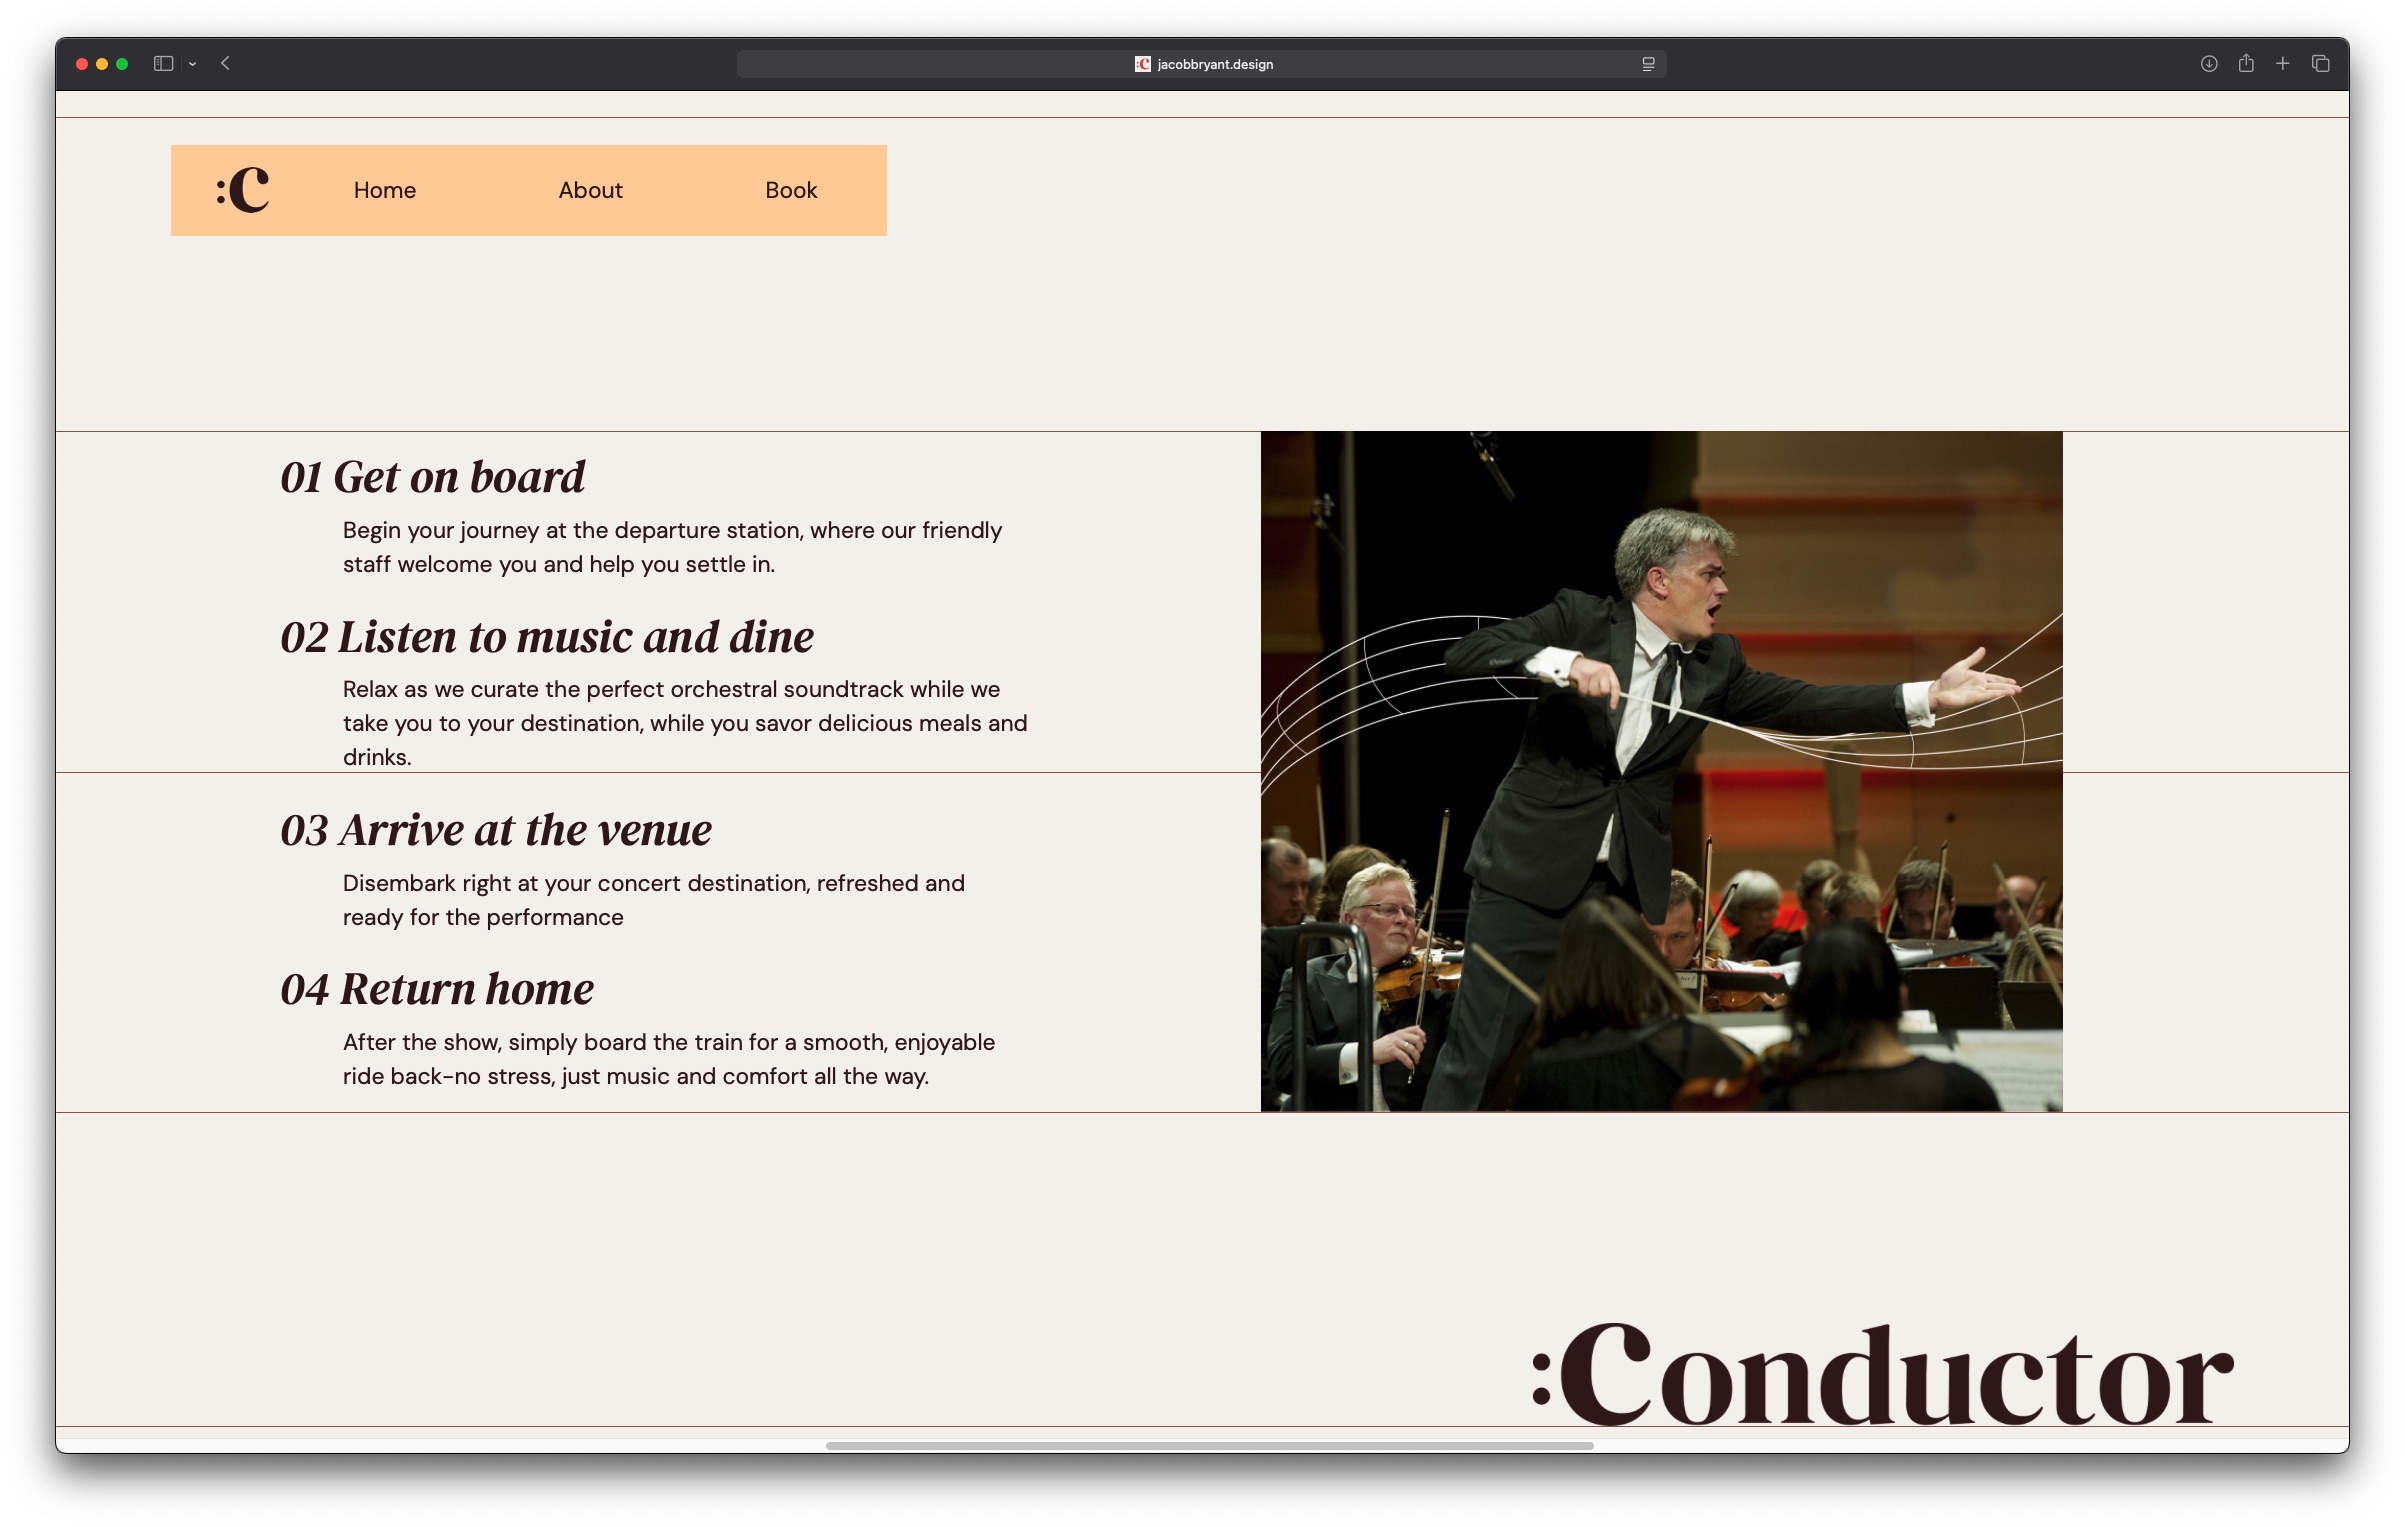 jacobbryant.design
:C Home About Book
01 Get on board
Begin your journey at the departure station, where our friendly
staff welcome you and help you settle in.
02 Listen to music and dine
Relax as we curate the perfect orchestral soundtrack while we
take you to your destination, while you savor delicious meals and
drinks.
03 Arrive at the venue
Disembark right at your concert destination, refreshed and
ready for the performance
04 Return home
After the show, simply board the train for a smooth, enjoyable
ride back–no stress, just music and comfort all the way.
:Conductor